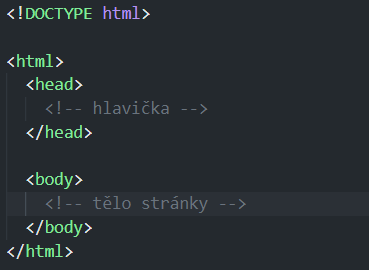 <!DOCTYPE html>
<html>
<head>
<!-- hlavička -->
</head>
<body>
<!-- tělo stránky -->
</body>
</html>